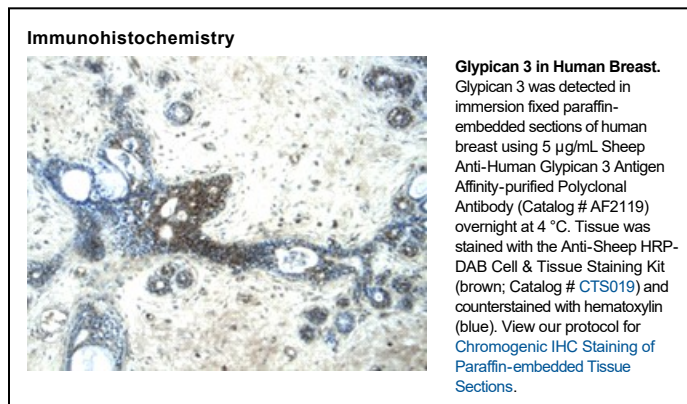 Immunohistochemistry
Glypican 3 in Human Breast.
Glypican 3 was detected in
immersion fixed paraffin-
embedded sections of human
breast using 5 µg/mL Sheep
Anti-Human Glypican 3 Antigen
Affinity-purified Polyclonal
Antibody (Catalog # AF2119)
overnight at 4 °C. Tissue was
stained with the Anti-Sheep HRP-
DAB Cell & Tissue Staining Kit
(brown; Catalog # CTS019) and
counterstained with hematoxylin
(blue). View our protocol for
Chromogenic IHC Staining of
Paraffin-embedded Tissue
Sections.